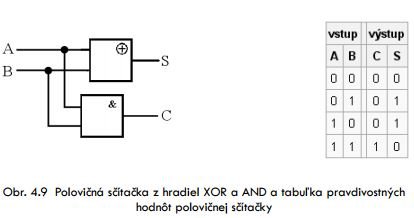 A
B
⊕
S
&
C
vstup výstup
A B C S
0 0 0 0
0 1 0 1
1 0 0 1
1 1 1 0
Obr. 4.9 Polovičná sčítačka z hradiel XOR a AND a tabuľka pravdivostných
hodnôt polovičnej sčítačky